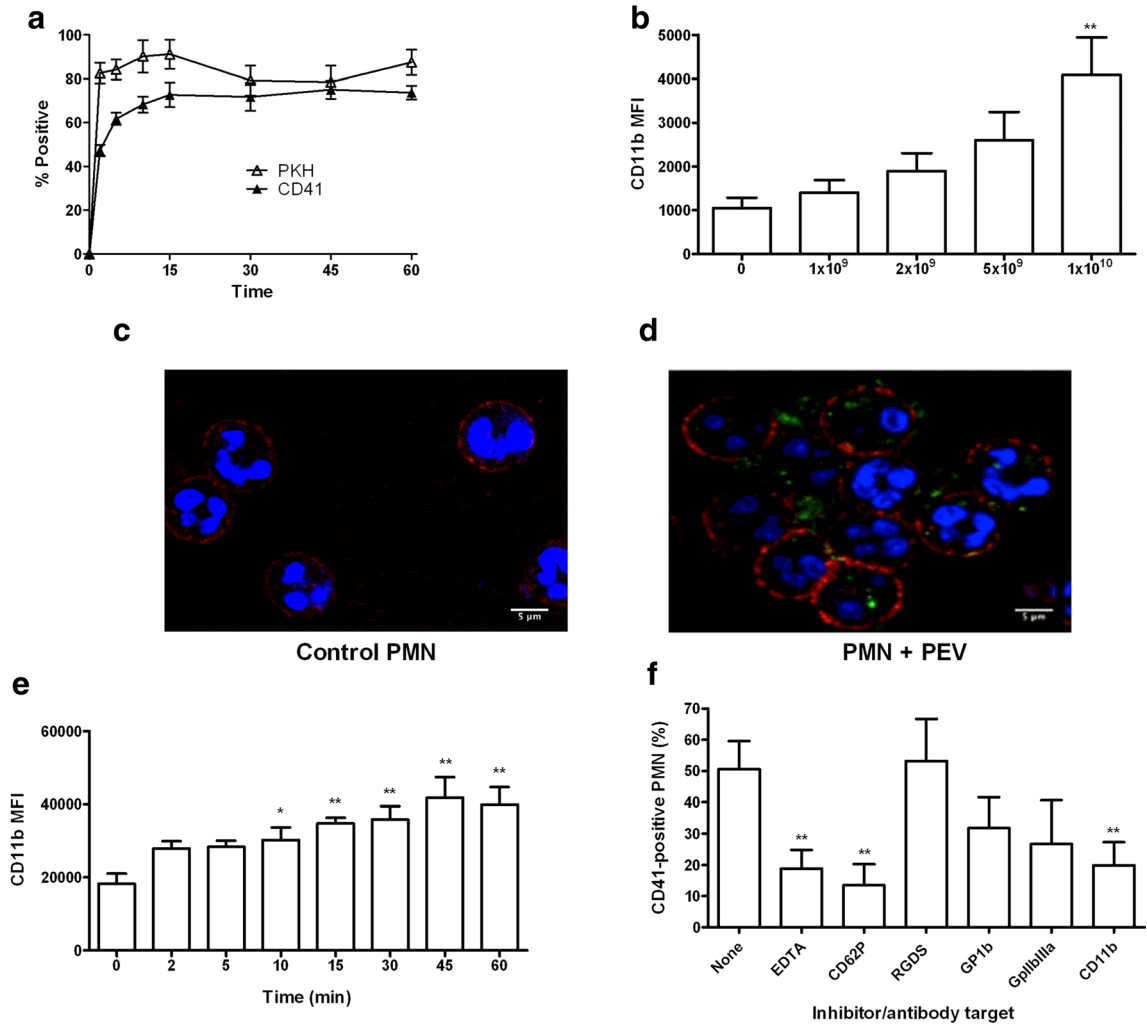 a
100
80
60
40
20
0
% Positive
PKH
CD41
0 15 30 45 60
Time
b
**
5000
4000
3000
2000
1000
0
CD11b MFI
0 1x10⁹ 2x10⁹ 5x10⁹ 1x10¹⁰
c
5 µm
Control PMN
d
5 µm
PMN + PEV
e
60000
40000
20000
0
CD11b MFI
* ** ** ** **
0 2 5 10 15 30 45 60
Time (min)
f
70
60
50
40
30
20
10
0
CD41-positive PMN (%)
** ** **
None EDTA CD62P RGDS GP1b GpIIbIIIa CD11b
Inhibitor/antibody target